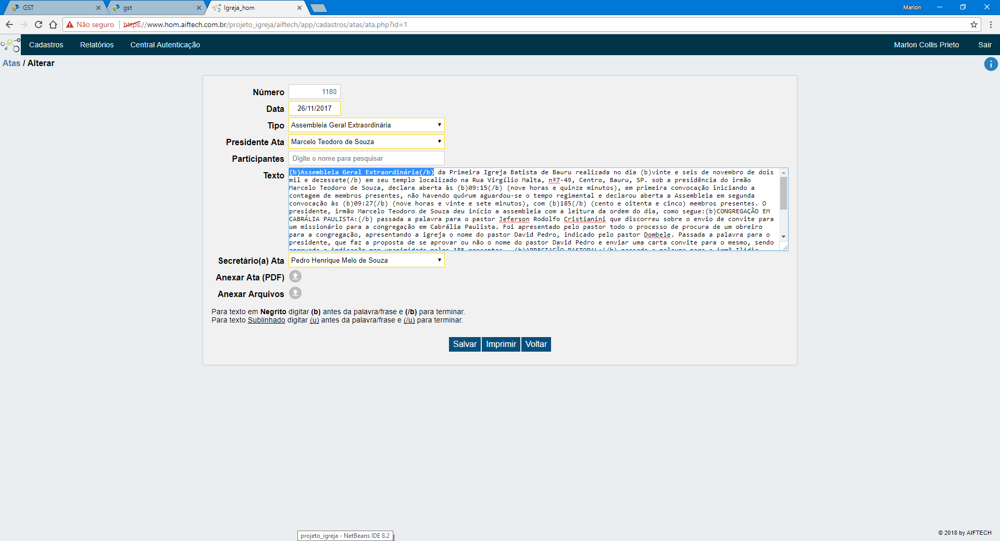 GST
gst
Igreja_hom
Marlon
Não seguro
https://www.hom.aiftech.com.br/projeto_igreja/aiftech/app/cadastros/atas/ata.php?id=1
Cadastros
Relatórios
Central Autenticação
Marlon Collis Prieto
Sair
Atas / Alterar
Número 1180
Data 26/11/2017
Tipo Assembleia Geral Extraordinária
Presidente Ata Marcelo Teodoro de Souza
Participantes Digite o nome para pesquisar
Texto
(b)Assembleia Geral Extraordinária(/b) da Primeira Igreja Batista de Bauru realizada no dia (b)vinte e seis de novembro de dois
mil e dezessete(/b) em seu templo localizado na Rua Virgílio Malta, nº7-49, Centro, Bauru, SP. sob a presidência do irmão
Marcelo Teodoro de Souza, declara aberta às (b)09:15(/b) (nove horas e quinze minutos), em primeira convocação iniciando a
contagem de membros presentes, não havendo quórum aguardou-se o tempo regimental e declarou aberta a Assembleia em segunda
convocação às (b)09:27(/b) (nove horas e vinte e sete minutos), com (b)185(/b) (cento e oitenta e cinco) membros presentes. O
presidente, irmão Marcelo Teodoro de Souza deu início a assembleia com a leitura da ordem do dia, como segue:(b)CONGREGAÇÃO EM
CABRÁLIA PAULISTA:(/b) passada a palavra para o pastor Jeferson Rodolfo Cristianini que discorreu sobre o envio de convite para
um missionário para a congregação em Cabrália Paulista. Foi apresentado pelo pastor todo o processo de procura de um obreiro
para a congregação, apresentando a igreja o nome do pastor David Pedro, indicado pelo pastor Dombele. Passada a palavra para o
presidente, que faz a proposta de se aprovar ou não o nome do pastor David Pedro e enviar uma carta convite para o mesmo, sendo
aprovada a indicação por unanimidade pelos 185 presentes. (b)APRECIAÇÃO PASTORAL:(/b) passada a palavra para a irmã Ilidia
Secretário(a) Ata Pedro Henrique Melo de Souza
Anexar Ata (PDF)
Anexar Arquivos
Para texto em Negrito digitar (b) antes da palavra/frase e (/b) para terminar.
Para texto Sublinhado digitar (u) antes da palavra/frase e (/u) para terminar.
Salvar
Imprimir
Voltar
projeto_igreja - NetBeans IDE 8.2
© 2018 by AIFTECH